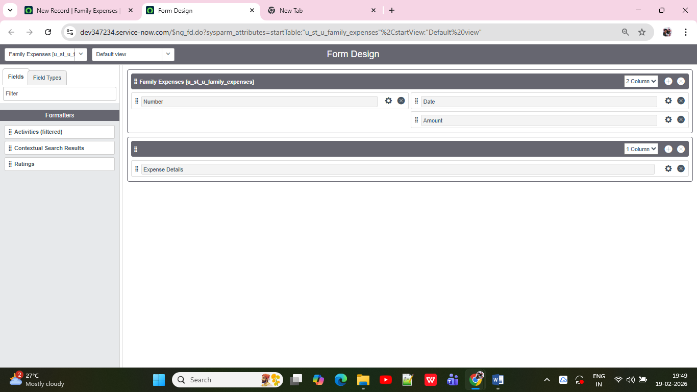 New Record | Family Expenses |
Form Design
New Tab
dev347234.service-now.com/$ng_fd.do?sysparm_attributes=startTable:"u_st_u_family_expenses"%2CstartView:"Default%20view"
Family Expenses [u_st_u_f
Default view
Form Design
Fields
Field Types
Filter
Formatters
Activities (filtered)
Contextual Search Results
Ratings
Family Expenses [u_st_u_family_expenses]
2 Column
Number
Date
Amount
1 Column
Expense Details
2
27°C
Mostly cloudy
Search
ENG
IN
19:49
19-02-2026